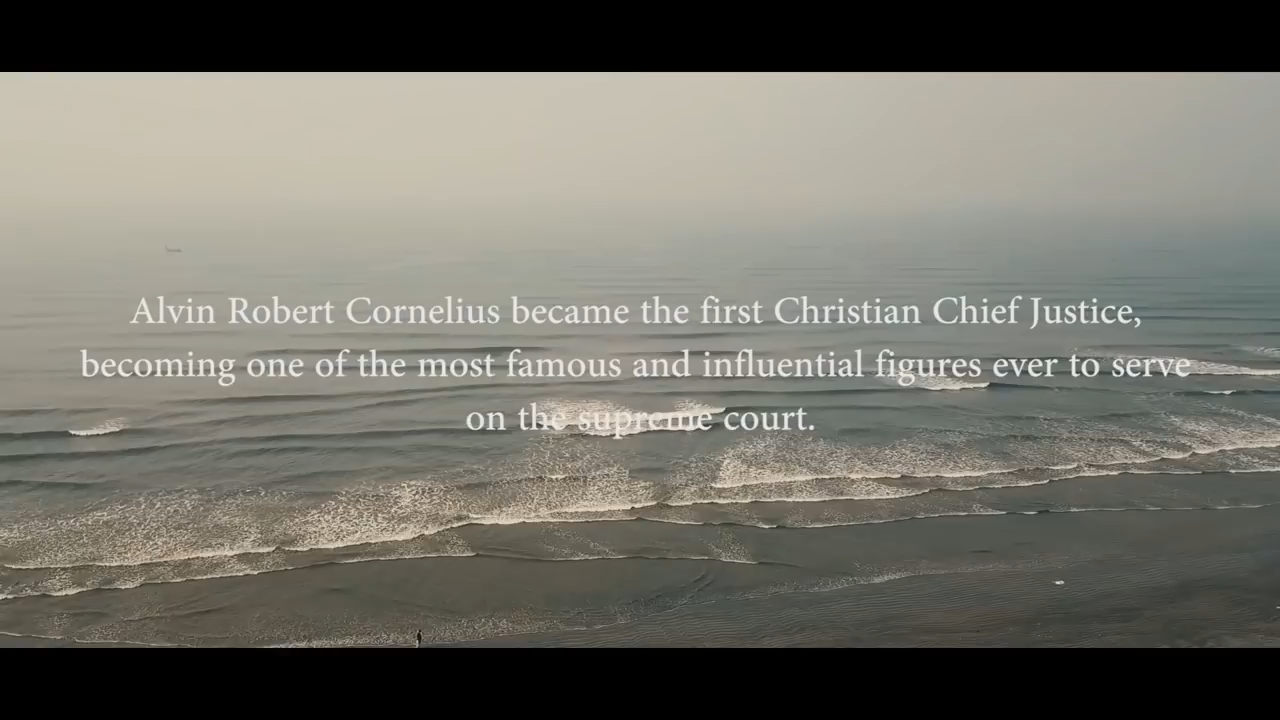 Alvin Robert Cornelius became the first Christian Chief Justice,
becoming one of the most famous and influential figures ever to serve
on the supreme court.